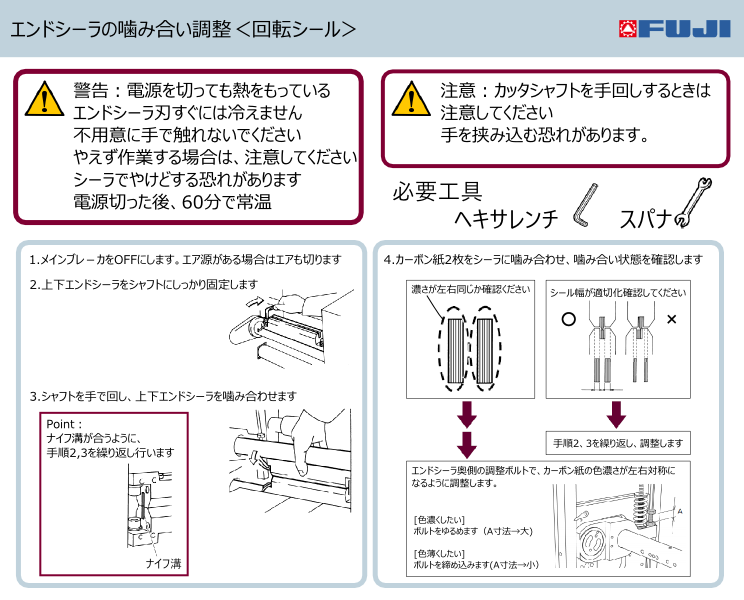 エンドシーラの噛み合い調整＜回転シール＞
FUJI
警告：電源を切っても熱をもっている
エンドシーラ刃すぐには冷えません
不用意に手で触れないでください
やえず作業する場合は、注意してください
シーラでやけどする恐れがあります
電源切った後、60分で常温
注意：カッタシャフトを手回しするときは
注意してください
手を挟み込む恐れがあります。
必要工具
ヘキサレンチ
スパナ
1.メインブレーカをOFFにします。エア源がある場合はエアも切ります
2.上下エンドシーラをシャフトにしっかり固定します
3.シャフトを手で回し、上下エンドシーラを噛み合わせます
Point：
ナイフ溝が合うように、
手順2,3を繰り返し行います
ナイフ溝
4.カーボン紙2枚をシーラに噛み合わせ、噛み合い状態を確認します
濃さが左右同じか確認ください
シール幅が適切化確認してください
○
×
手順2、3を繰り返し、調整します
エンドシーラ奥側の調整ボルトで、カーボン紙の色濃さが左右対称に
なるように調整します。
[色濃くしたい]
ボルトをゆるめます（A寸法→大)
[色薄くしたい]
ボルトを締め込みます(A寸法→小）
A